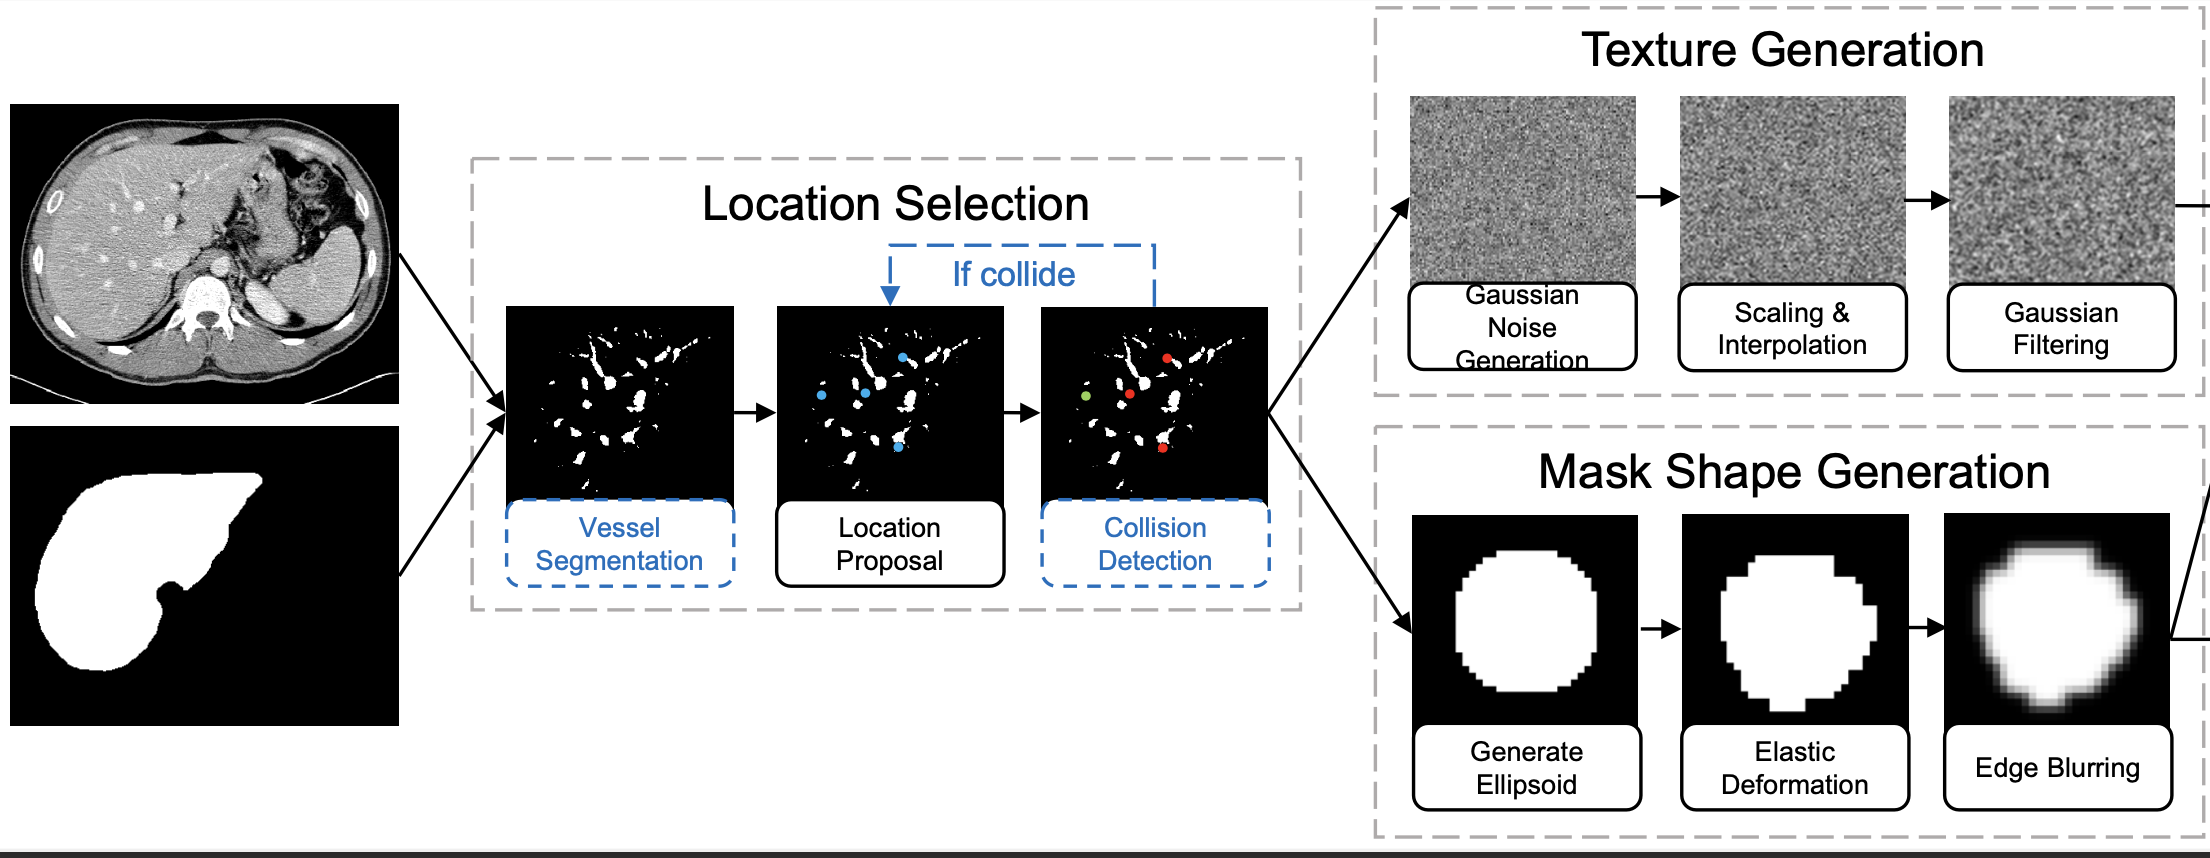 Location Selection
If collide
Vessel
Segmentation
Location
Proposal
Collision
Detection
Texture Generation
Gaussian
Noise
Generation
Scaling &
Interpolation
Gaussian
Filtering
Mask Shape Generation
Generate
Ellipsoid
Elastic
Deformation
Edge Blurring